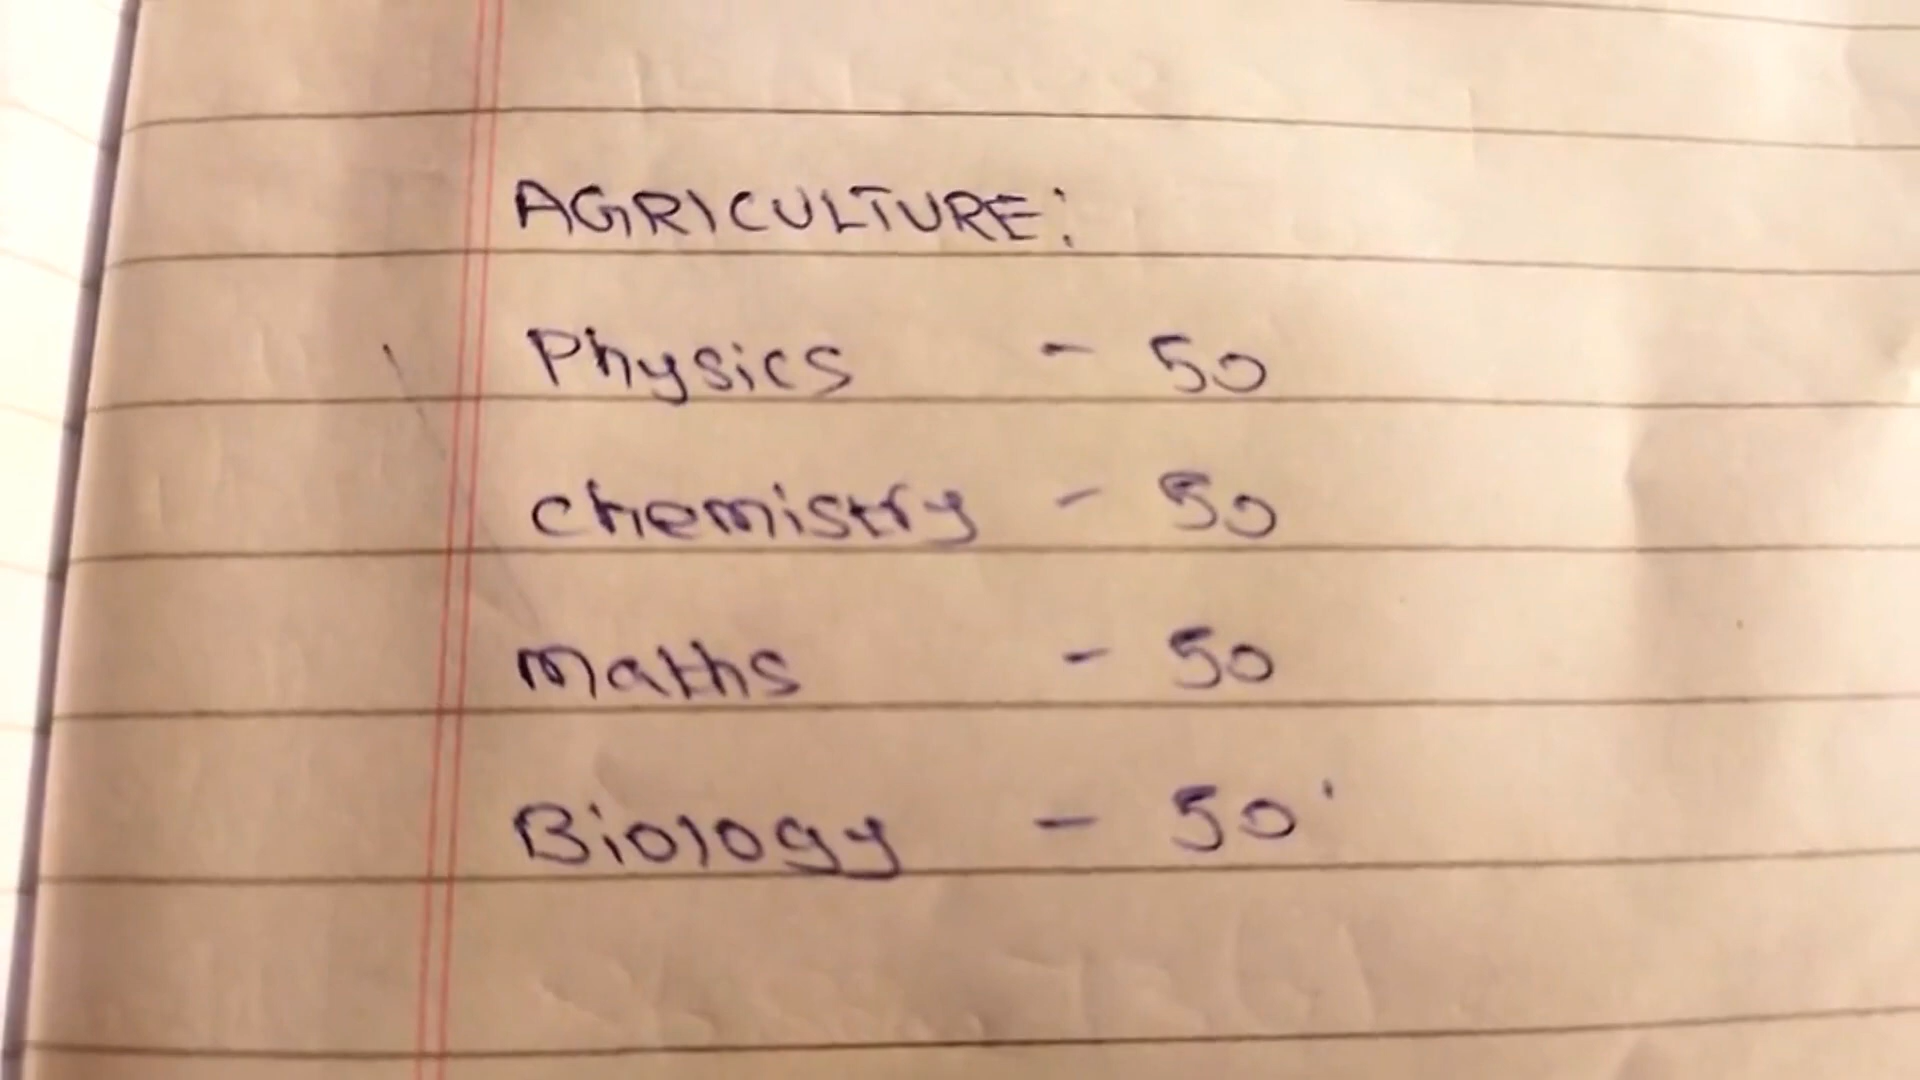 AGRICULTURE:
Physics - 50
chemistry - 50
maths - 50
Biology - 50